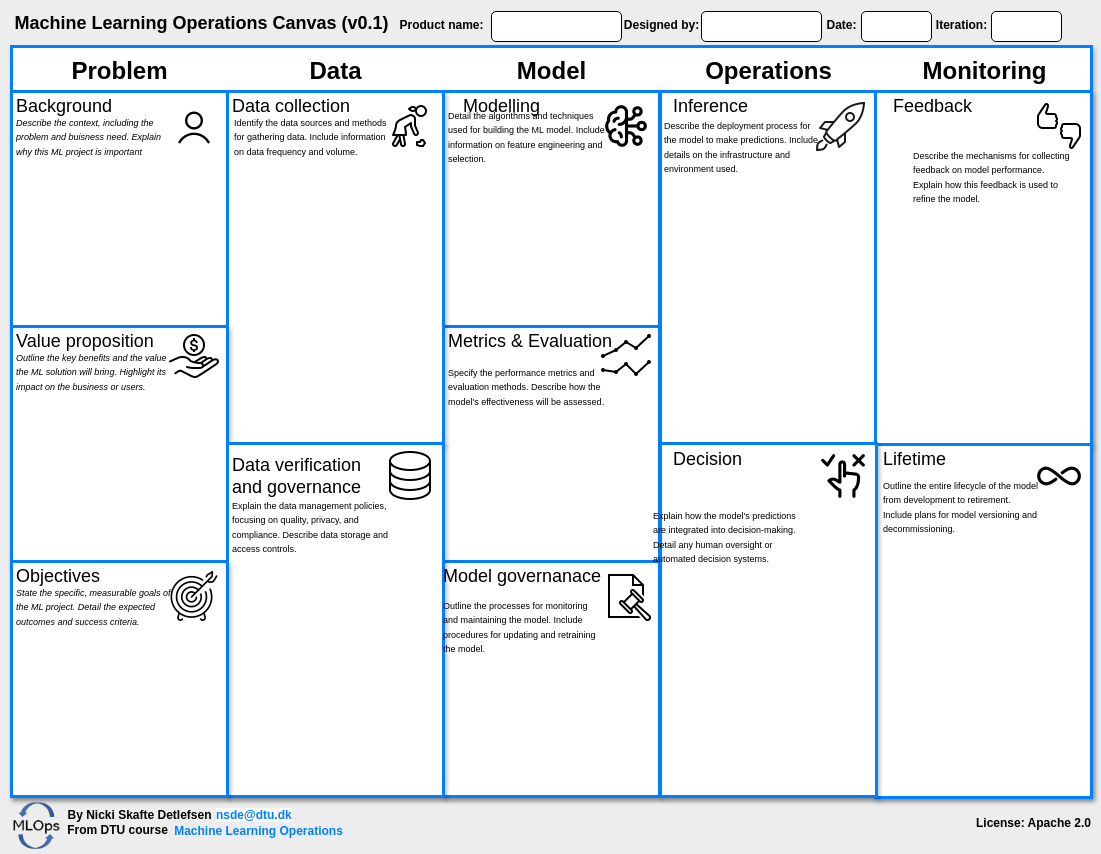 Machine Learning Operations Canvas (v0.1) Product name: Designed by: Date: Iteration:
Problem Data Model Operations Monitoring
Background
Describe the context, including the
problem and buisness need. Explain
why this ML project is important
Value proposition
Outline the key benefits and the value
the ML solution will bring. Highlight its
impact on the business or users.
Objectives
State the specific, measurable goals of
the ML project. Detail the expected
outcomes and success criteria.
Data collection
Identify the data sources and methods
for gathering data. Include information
on data frequency and volume.
Data verification
and governance
Explain the data management policies,
focusing on quality, privacy, and
compliance. Describe data storage and
access controls.
Modelling
Detail the algorithms and techniques
used for building the ML model. Include
information on feature engineering and
selection.
Metrics & Evaluation
Specify the performance metrics and
evaluation methods. Describe how the
model's effectiveness will be assessed.
Model governanace
Outline the processes for monitoring
and maintaining the model. Include
procedures for updating and retraining
the model.
Inference
Describe the deployment process for
the model to make predictions. Include
details on the infrastructure and
environment used.
Decision
Explain how the model's predictions
are integrated into decision-making.
Detail any human oversight or
automated decision systems.
Feedback
Describe the mechanisms for collecting
feedback on model performance.
Explain how this feedback is used to
refine the model.
Lifetime
Outline the entire lifecycle of the model
from development to retirement.
Include plans for model versioning and
decommissioning.
$
MLOps
By Nicki Skafte Detlefsen nsde@dtu.dk
From DTU course Machine Learning Operations
License: Apache 2.0